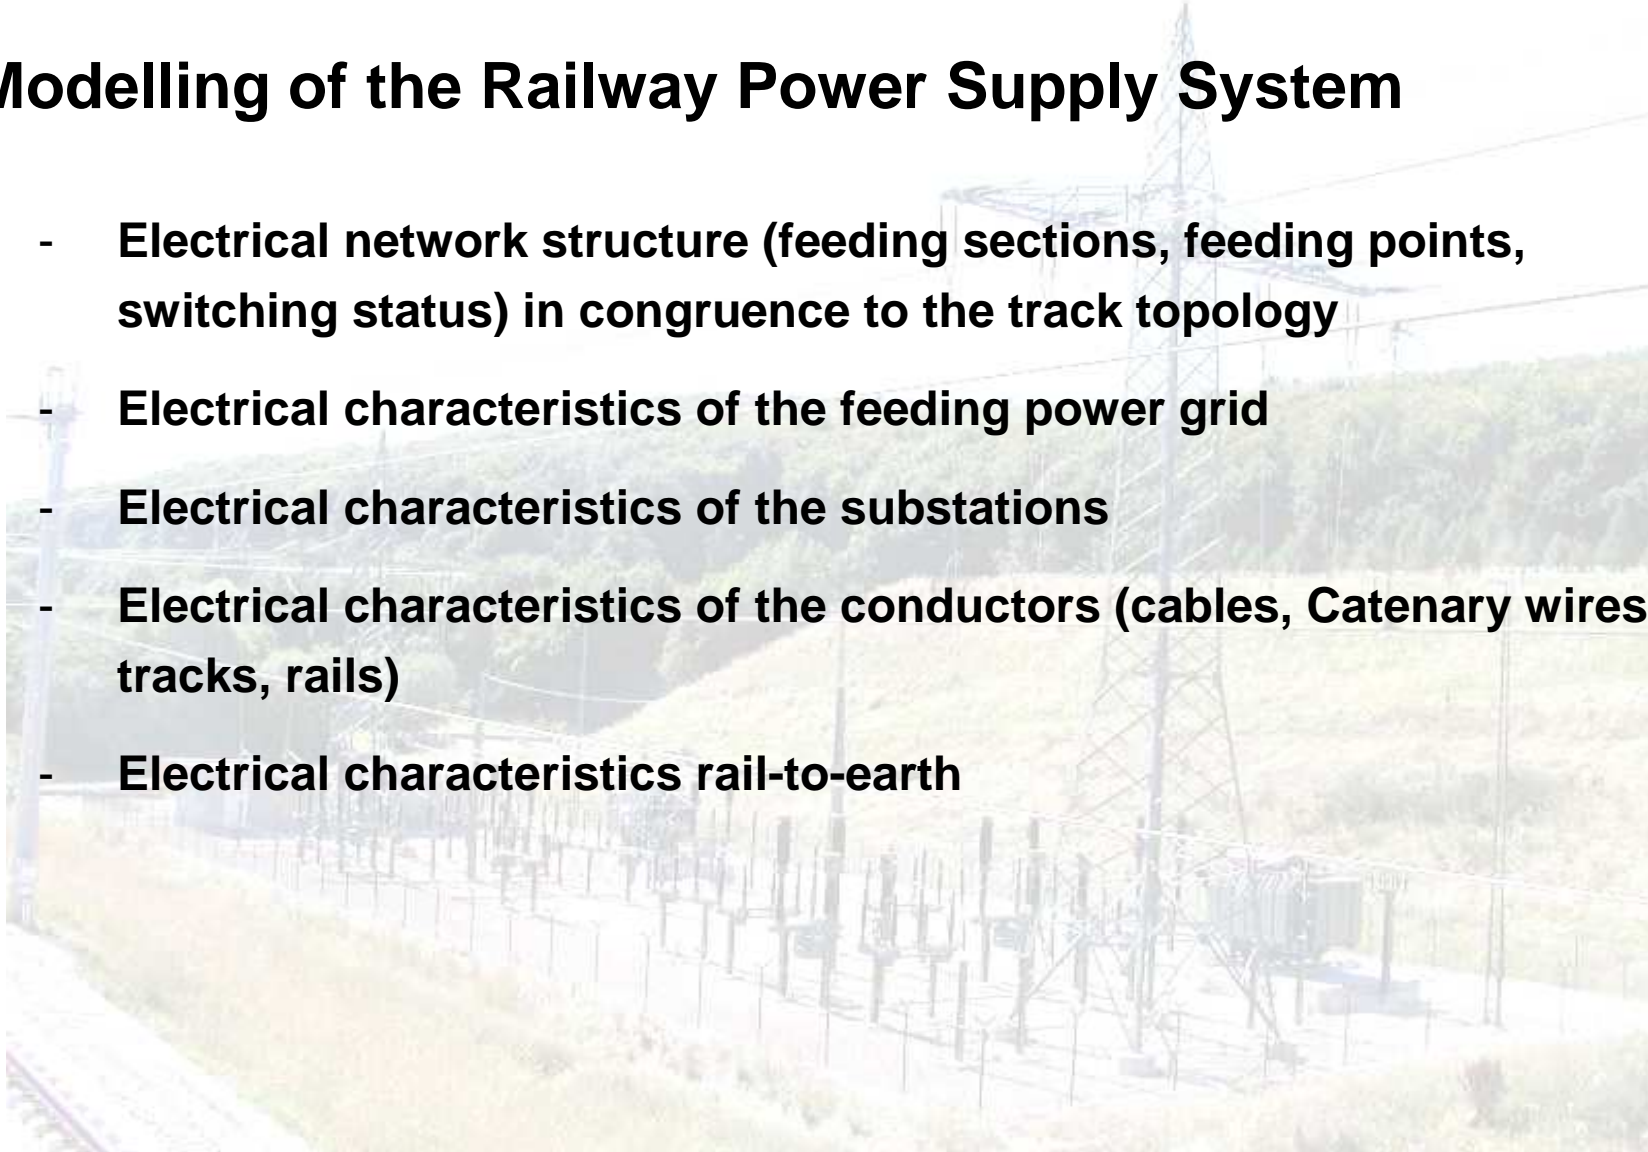 Modelling of the Railway Power Supply System
- Electrical network structure (feeding sections, feeding points,
switching status) in congruence to the track topology
- Electrical characteristics of the feeding power grid
- Electrical characteristics of the substations
- Electrical characteristics of the conductors (cables, Catenary wires
tracks, rails)
- Electrical characteristics rail-to-earth